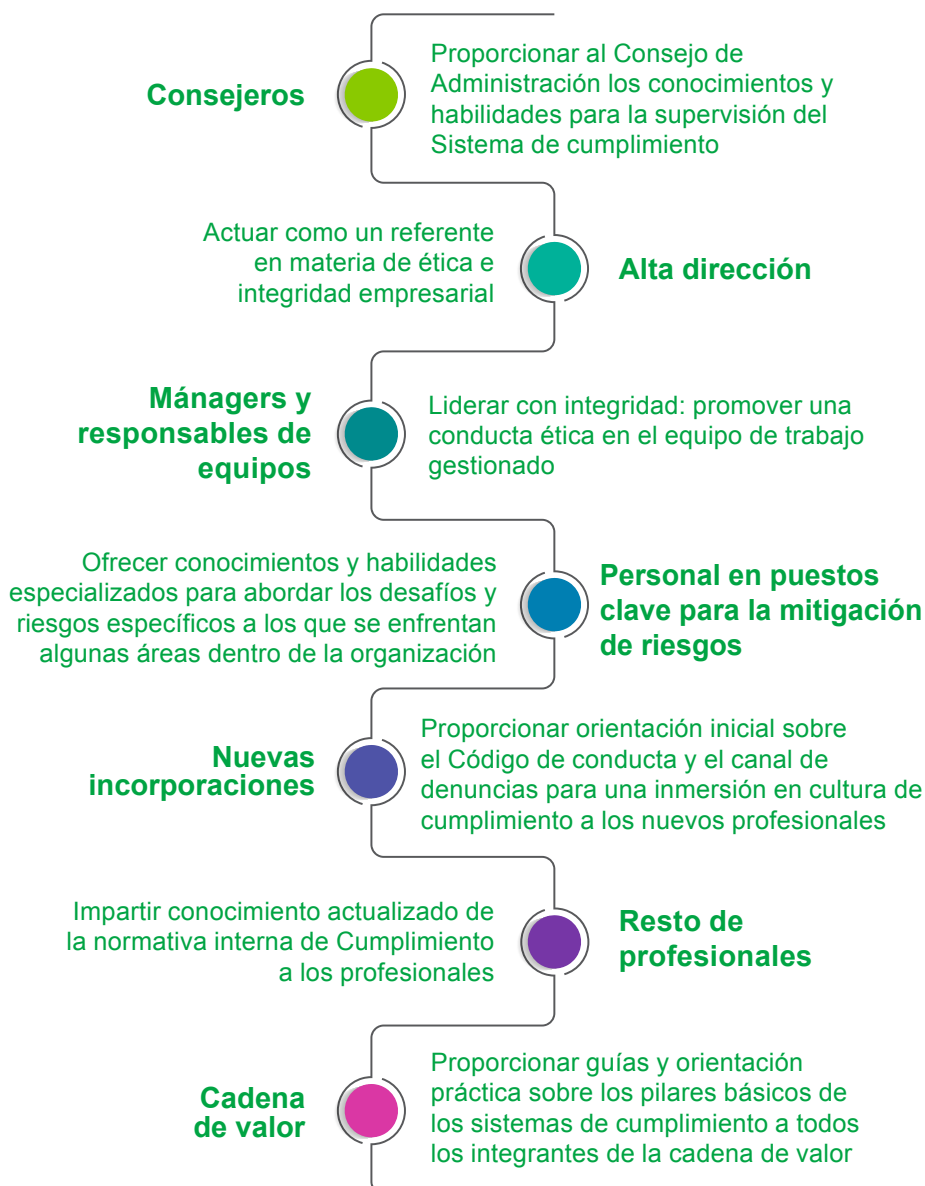 Consejeros
Proporcionar al Consejo de
Administración los conocimientos y
habilidades para la supervisión del
Sistema de cumplimiento
Actuar como un referente
en materia de ética e
integridad empresarial
Alta dirección
Mánagers y
responsables de
equipos
Liderar con integridad: promover una
conducta ética en el equipo de trabajo
gestionado
Ofrecer conocimientos y habilidades
especializados para abordar los desafíos y
riesgos específicos a los que se enfrentan
algunas áreas dentro de la organización
Personal en puestos
clave para la mitigación
de riesgos
Nuevas
incorporaciones
Proporcionar orientación inicial sobre
el Código de conducta y el canal de
denuncias para una inmersión en cultura de
cumplimiento a los nuevos profesionales
Impartir conocimiento actualizado de
la normativa interna de Cumplimiento
a los profesionales
Resto de
profesionales
Cadena
de valor
Proporcionar guías y orientación
práctica sobre los pilares básicos de
los sistemas de cumplimiento a todos
los integrantes de la cadena de valor